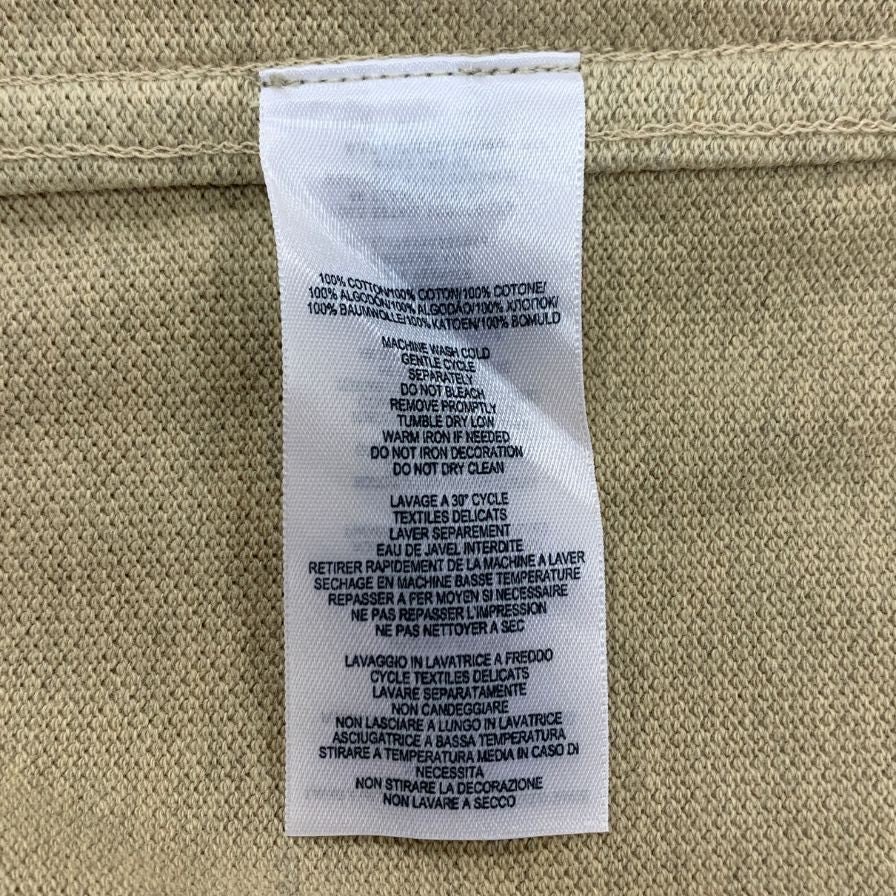 100% COTTON/100% COTON/100% COTONE/
100% ALGODÓN/100% ALGODÃO/100% ХЛОПОК/
100% BAUMWOLLE/100% KATOEN/100% BOMULD
MACHINE WASH COLD
GENTLE CYCLE
SEPARATELY
DO NOT BLEACH
REMOVE PROMPTLY
TUMBLE DRY LOW
WARM IRON IF NEEDED
DO NOT IRON DECORATION
DO NOT DRY CLEAN
LAVAGE A 30° CYCLE
TEXTILES DELICATS
LAVER SEPAREMENT
EAU DE JAVEL INTERDITE
RETIRER RAPIDEMENT DE LA MACHINE A LAVER
SECHAGE EN MACHINE BASSE TEMPERATURE
REPASSER A FER MOYEN SI NECESSAIRE
NE PAS REPASSER L'IMPRESSION
NE PAS NETTOYER A SEC
LAVAGGIO IN LAVATRICE A FREDDO
CYCLE TEXTILES DELICATS
LAVARE SEPARATAMENTE
NON CANDEGGIARE
NON LASCIARE A LUNGO IN LAVATRICE
ASCIUGATRICE A BASSA TEMPERATURA
STIRARE A TEMPERATURA MEDIA IN CASO DI
NECESSITA
NON STIRARE LA DECORAZIONE
NON LAVARE A SECCO